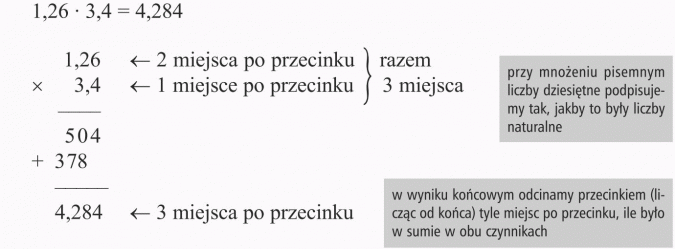 1,26 · 3,4 = 4,284
1,26 ← 2 miejsca po przecinku } razem
× 3,4 ← 1 miejsce po przecinku } 3 miejsca
504
+ 378
4,284 ← 3 miejsca po przecinku
przy mnożeniu pisemnym
liczby dziesiętne podpisuje-
my tak, jakby to były liczby
naturalne
w wyniku końcowym odcinamy przecinkiem (li-
cząc od końca) tyle miejsc po przecinku, ile było
w sumie w obu czynnikach